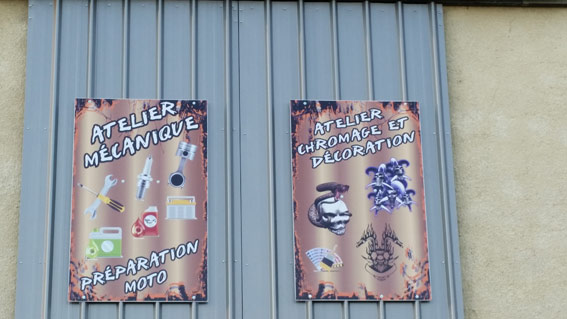 ATELIER
MÉCANIQUE
PRÉPARATION
MOTO
ATELIER
CHROMAGE ET
DÉCORATION